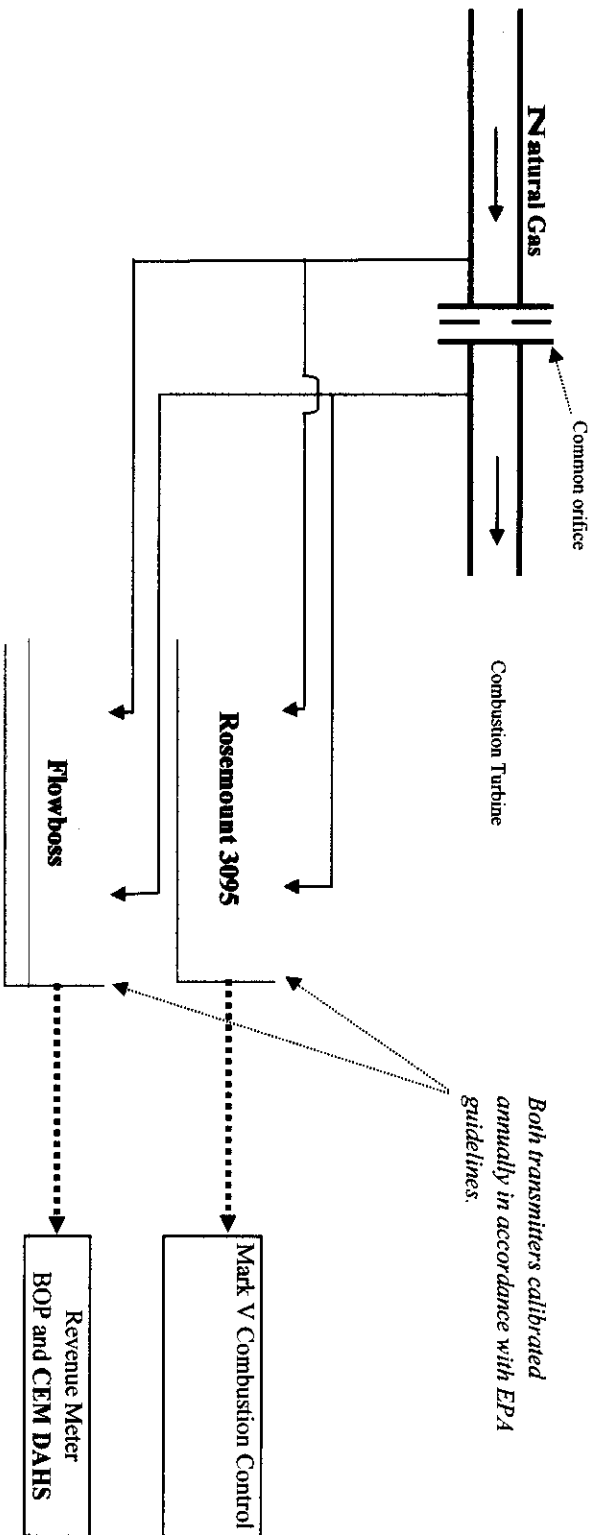 Natural Gas
Common orifice
Combustion Turbine
Both transmitters calibrated
annually in accordance with EPA
guidelines.
Rosemount 3095
Mark V Combustion Control
Flowboss
Revenue Meter
BOP and CEM DAHS